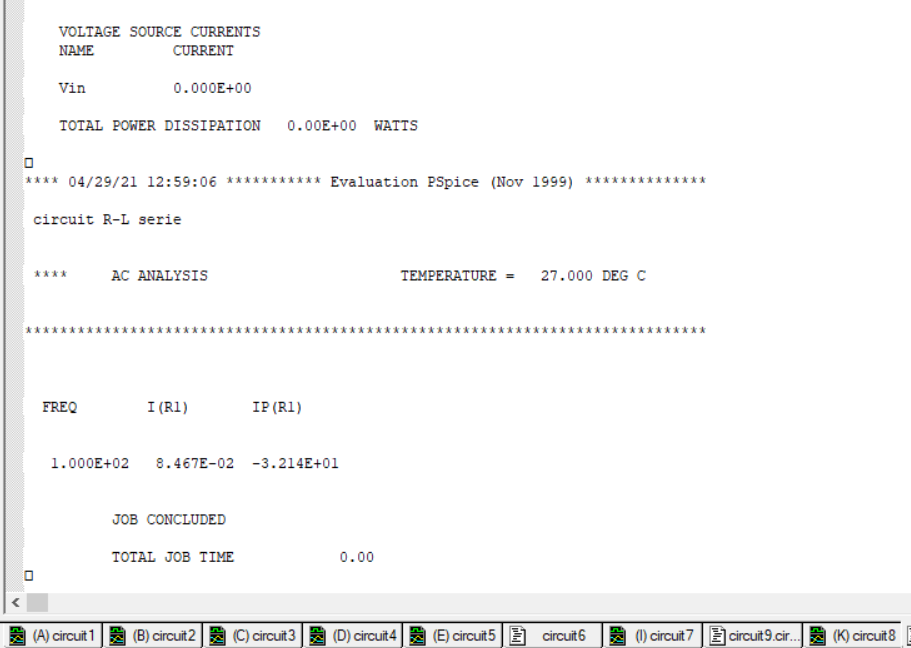 VOLTAGE SOURCE CURRENTS
NAME CURRENT
Vin 0.000E+00
TOTAL POWER DISSIPATION 0.00E+00 WATTS
**** 04/29/21 12:59:06 *********** Evaluation PSpice (Nov 1999) **************
circuit R-L serie
**** AC ANALYSIS TEMPERATURE = 27.000 DEG C
******************************************************************************
FREQ I(R1) IP(R1)
1.000E+02 8.467E-02 -3.214E+01
JOB CONCLUDED
TOTAL JOB TIME 0.00
(A) circuit1 (B) circuit2 (C) circuit3 (D) circuit4 (E) circuit5 circuit6 (I) circuit7 circuit9.cir... (K) circuit8